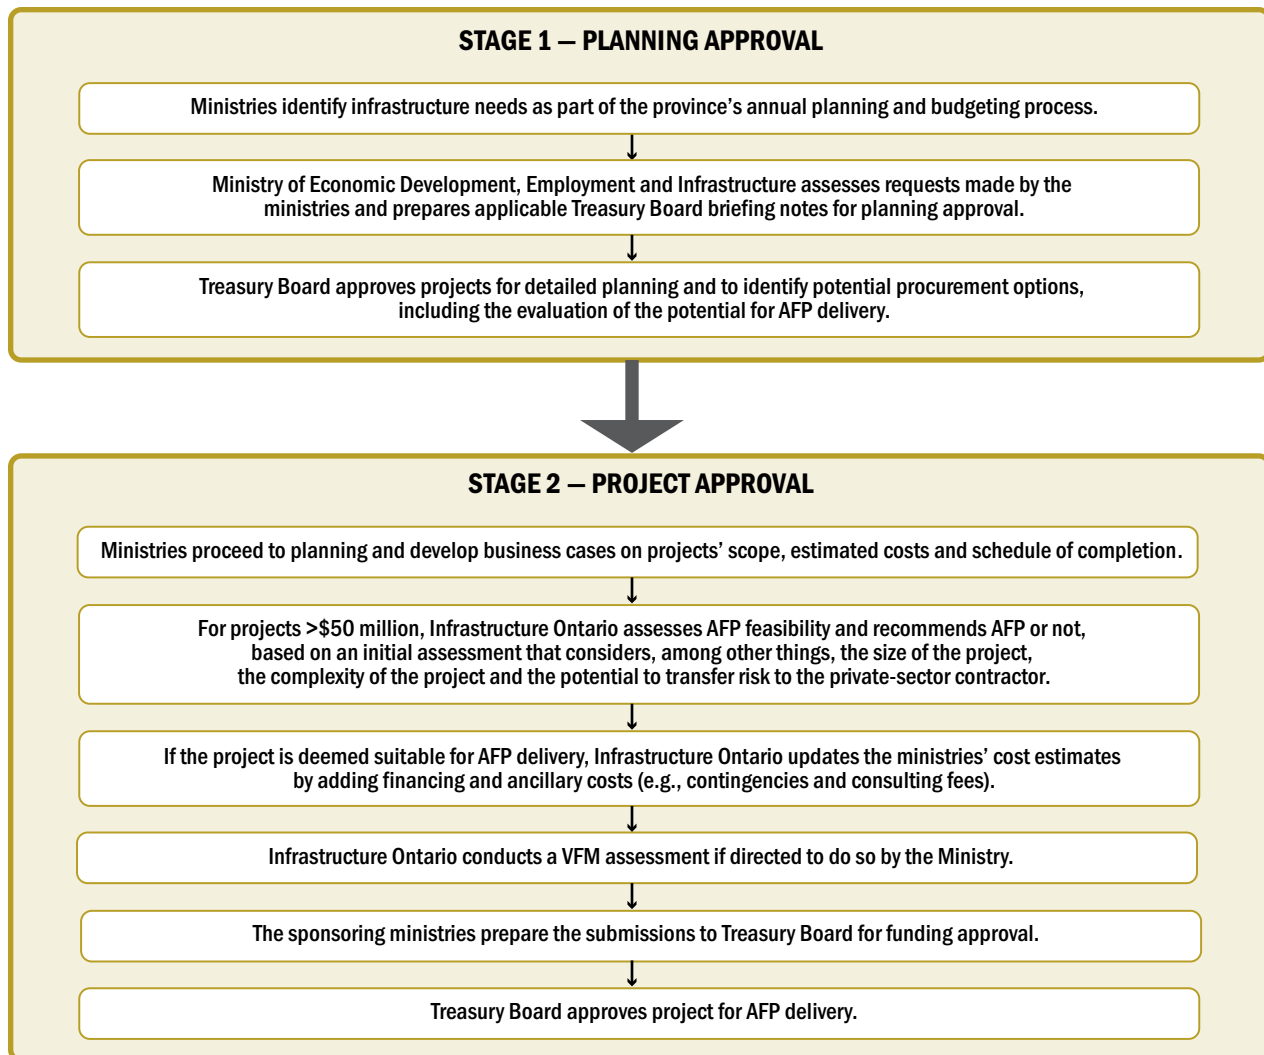 STAGE 1 — PLANNING APPROVAL
Ministries identify infrastructure needs as part of the province’s annual planning and budgeting process.
Ministry of Economic Development, Employment and Infrastructure assesses requests made by the
ministries and prepares applicable Treasury Board briefing notes for planning approval.
Treasury Board approves projects for detailed planning and to identify potential procurement options,
including the evaluation of the potential for AFP delivery.
STAGE 2 — PROJECT APPROVAL
Ministries proceed to planning and develop business cases on projects’ scope, estimated costs and schedule of completion.
For projects >$50 million, Infrastructure Ontario assesses AFP feasibility and recommends AFP or not,
based on an initial assessment that considers, among other things, the size of the project,
the complexity of the project and the potential to transfer risk to the private-sector contractor.
If the project is deemed suitable for AFP delivery, Infrastructure Ontario updates the ministries’ cost estimates
by adding financing and ancillary costs (e.g., contingencies and consulting fees).
Infrastructure Ontario conducts a VFM assessment if directed to do so by the Ministry.
The sponsoring ministries prepare the submissions to Treasury Board for funding approval.
Treasury Board approves project for AFP delivery.